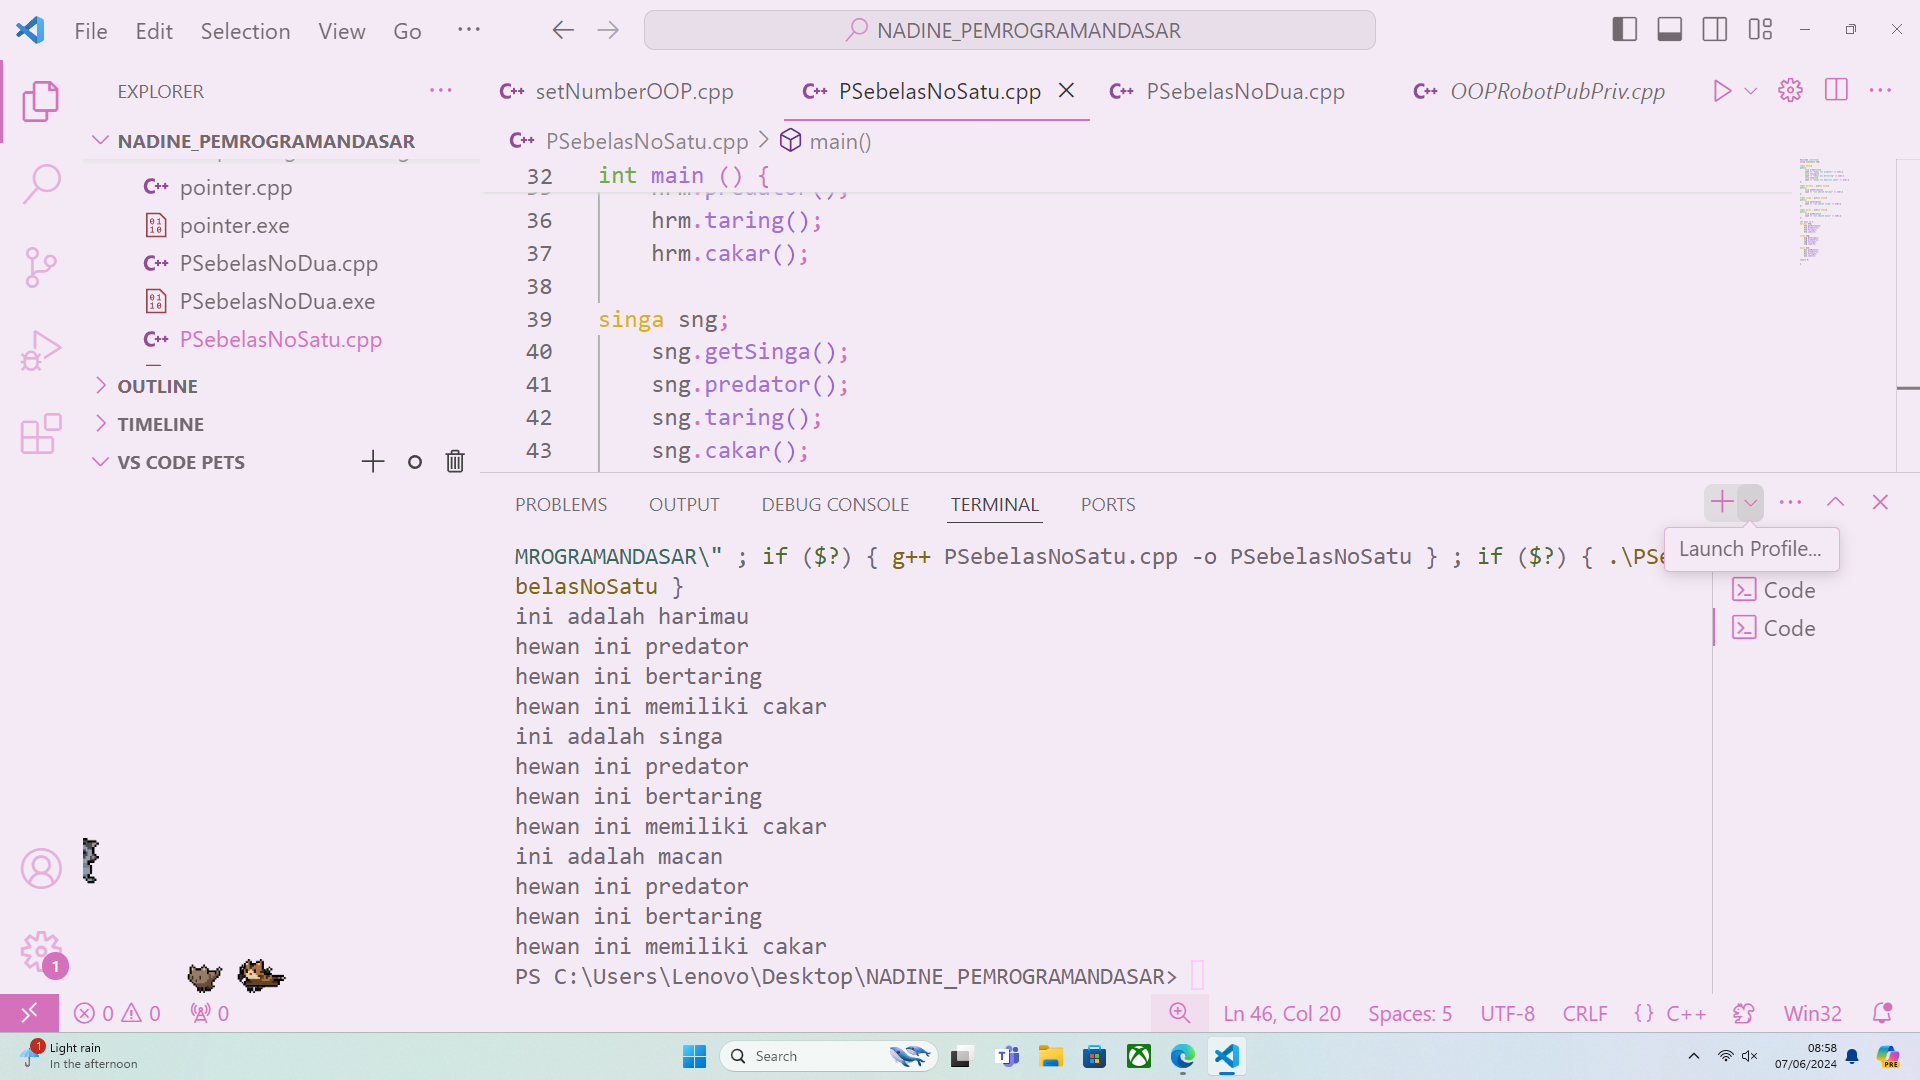 File Edit Selection View Go ···
NADINE_PEMROGRAMANDASAR
EXPLORER
NADINE_PEMROGRAMANDASAR
pointer.cpp
pointer.exe
PSebelasNoDua.cpp
PSebelasNoDua.exe
PSebelasNoSatu.cpp
OUTLINE
TIMELINE
VS CODE PETS
setNumberOOP.cpp
PSebelasNoSatu.cpp
PSebelasNoDua.cpp
OOPRobotPubPriv.cpp
PSebelasNoSatu.cpp > main()
32 int main () {
hrm.predator();
36 hrm.taring();
37 hrm.cakar();
38
39 singa sng;
40 sng.getSinga();
41 sng.predator();
42 sng.taring();
43 sng.cakar();
PROBLEMS OUTPUT DEBUG CONSOLE TERMINAL PORTS
Launch Profile...
Code
Code
MROGRAMANDASAR\" ; if ($?) { g++ PSebelasNoSatu.cpp -o PSebelasNoSatu } ; if ($?) { .\PSe
belasNoSatu }
ini adalah harimau
hewan ini predator
hewan ini bertaring
hewan ini memiliki cakar
ini adalah singa
hewan ini predator
hewan ini bertaring
hewan ini memiliki cakar
ini adalah macan
hewan ini predator
hewan ini bertaring
hewan ini memiliki cakar
PS C:\Users\Lenovo\Desktop\NADINE_PEMROGRAMANDASAR>
1
0 0 0
Ln 46, Col 20 Spaces: 5 UTF-8 CRLF {} C++ Win32
1
Light rain
In the afternoon
Search
08:58
07/06/2024
PRE